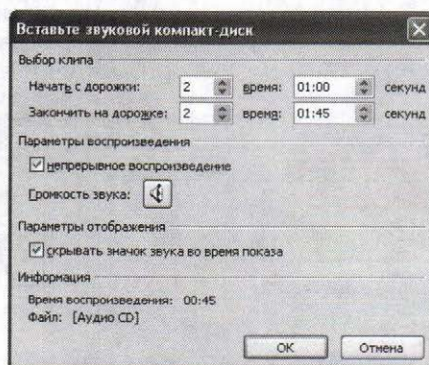 Вставьте звуковой компакт-диск
Выбор клипа
Начать с дорожки: 2 время: 01:00 секунд
Закончить на дорожке: 2 время: 01:45 секунд
Параметры воспроизведения
непрерывное воспроизведение
Громкость звука:
Параметры отображения
скрывать значок звука во время показа
Информация
Время воспроизведения: 00:45
Файл: [Аудио CD]
ОК Отмена